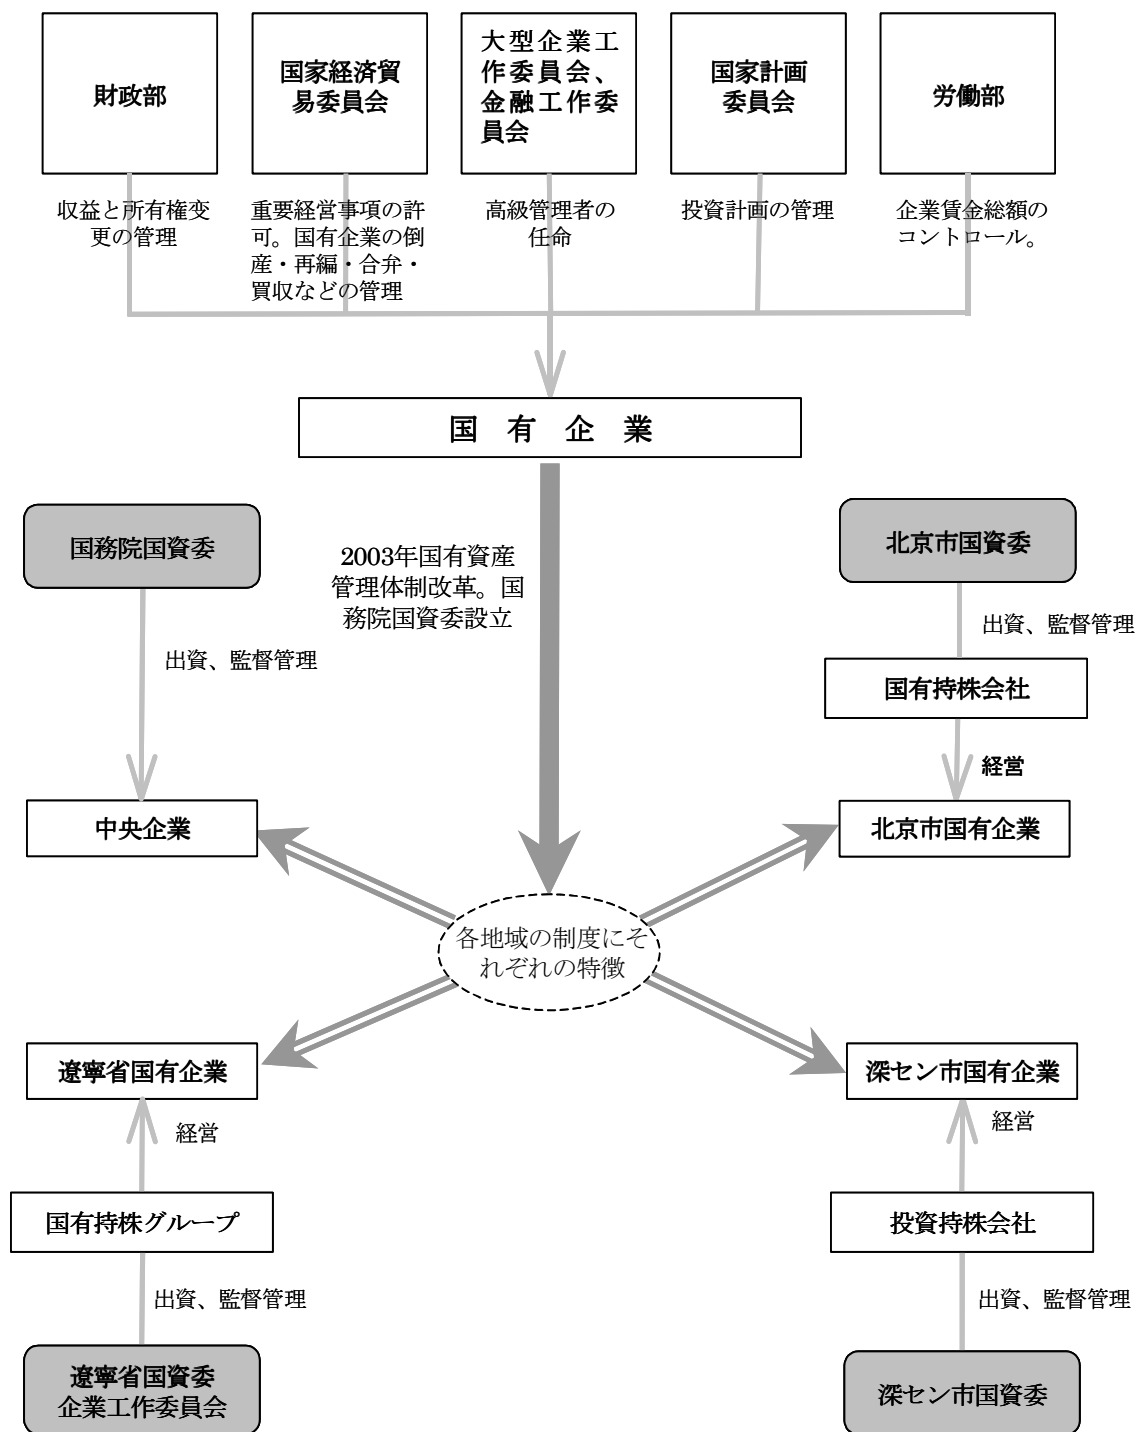 財政部
国家経済貿
易委員会
大型企業工
作委員会、
金融工作委
員会
国家計画
委員会
労働部
収益と所有権変
更の管理
重要経営事項の許
可。国有企業の倒
産・再編・合弁・
買収などの管理
高級管理者の
任命
投資計画の管理
企業賃金総額の
コントロール。
国有企業
国務院国資委
2003年国有資産
管理体制改革。国
務院国資委設立
北京市国資委
出資、監督管理
出資、監督管理
国有持株会社
経営
中央企業
北京市国有企業
各地域の制度にそ
れぞれの特徴
遼寧省国有企業
深セン市国有企業
経営
経営
国有持株グループ
投資持株会社
出資、監督管理
出資、監督管理
遼寧省国資委
企業工作委員会
深セン市国資委